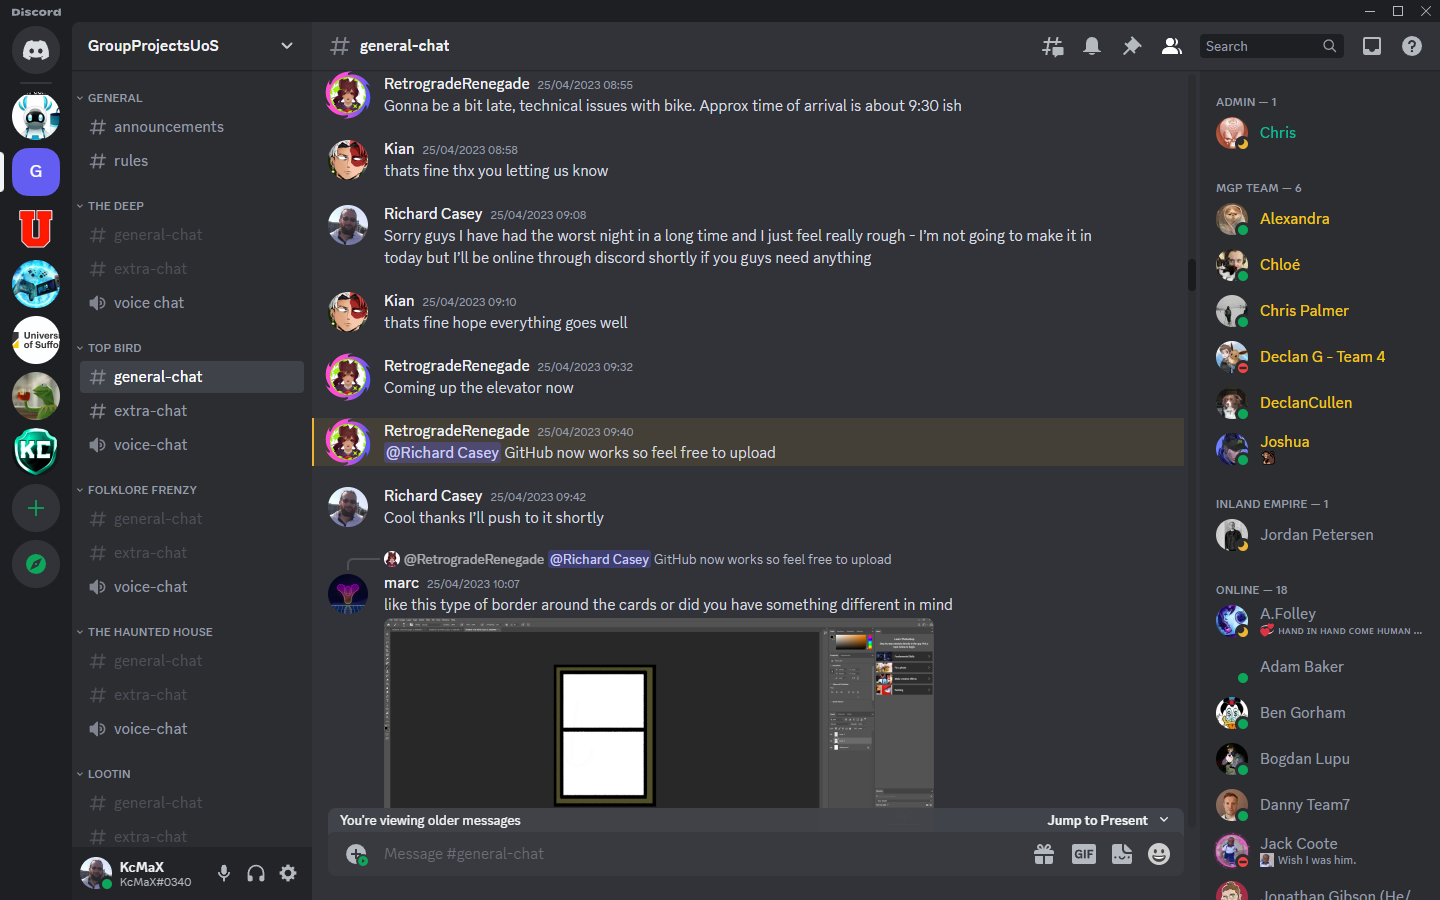 Discord
GroupProjectsUoS
GENERAL
announcements
rules
THE DEEP
general-chat
extra-chat
voice chat
TOP BIRD
general-chat
extra-chat
voice-chat
FOLKLORE FRENZY
general-chat
extra-chat
voice-chat
THE HAUNTED HOUSE
general-chat
extra-chat
voice-chat
LOOTIN
general-chat
extra-chat
G
U
Univers
of Suffo
KC
KcMaX
KcMaX#0340
general-chat
Search
RetrogradeRenegade 25/04/2023 08:55
Gonna be a bit late, technical issues with bike. Approx time of arrival is about 9:30 ish
Kian 25/04/2023 08:58
thats fine thx you letting us know
Richard Casey 25/04/2023 09:08
Sorry guys I have had the worst night in a long time and I just feel really rough - I'm not going to make it in
today but I'll be online through discord shortly if you guys need anything
Kian 25/04/2023 09:10
thats fine hope everything goes well
RetrogradeRenegade 25/04/2023 09:32
Coming up the elevator now
RetrogradeRenegade 25/04/2023 09:40
@Richard Casey GitHub now works so feel free to upload
Richard Casey 25/04/2023 09:42
Cool thanks I'll push to it shortly
@RetrogradeRenegade @Richard Casey GitHub now works so feel free to upload
marc 25/04/2023 10:07
like this type of border around the cards or did you have something different in mind
You're viewing older messages
Jump to Present
Message #general-chat
GIF
ADMIN — 1
Chris
MGP TEAM — 6
Alexandra
Chloé
Chris Palmer
Declan G - Team 4
DeclanCullen
Joshua
INLAND EMPIRE — 1
Jordan Petersen
ONLINE — 18
A.Folley
HAND IN HAND COME HUMAN ...
Adam Baker
Ben Gorham
Bogdan Lupu
Danny Team7
Jack Coote
Wish I was him.
Jonathan Gibson (He/